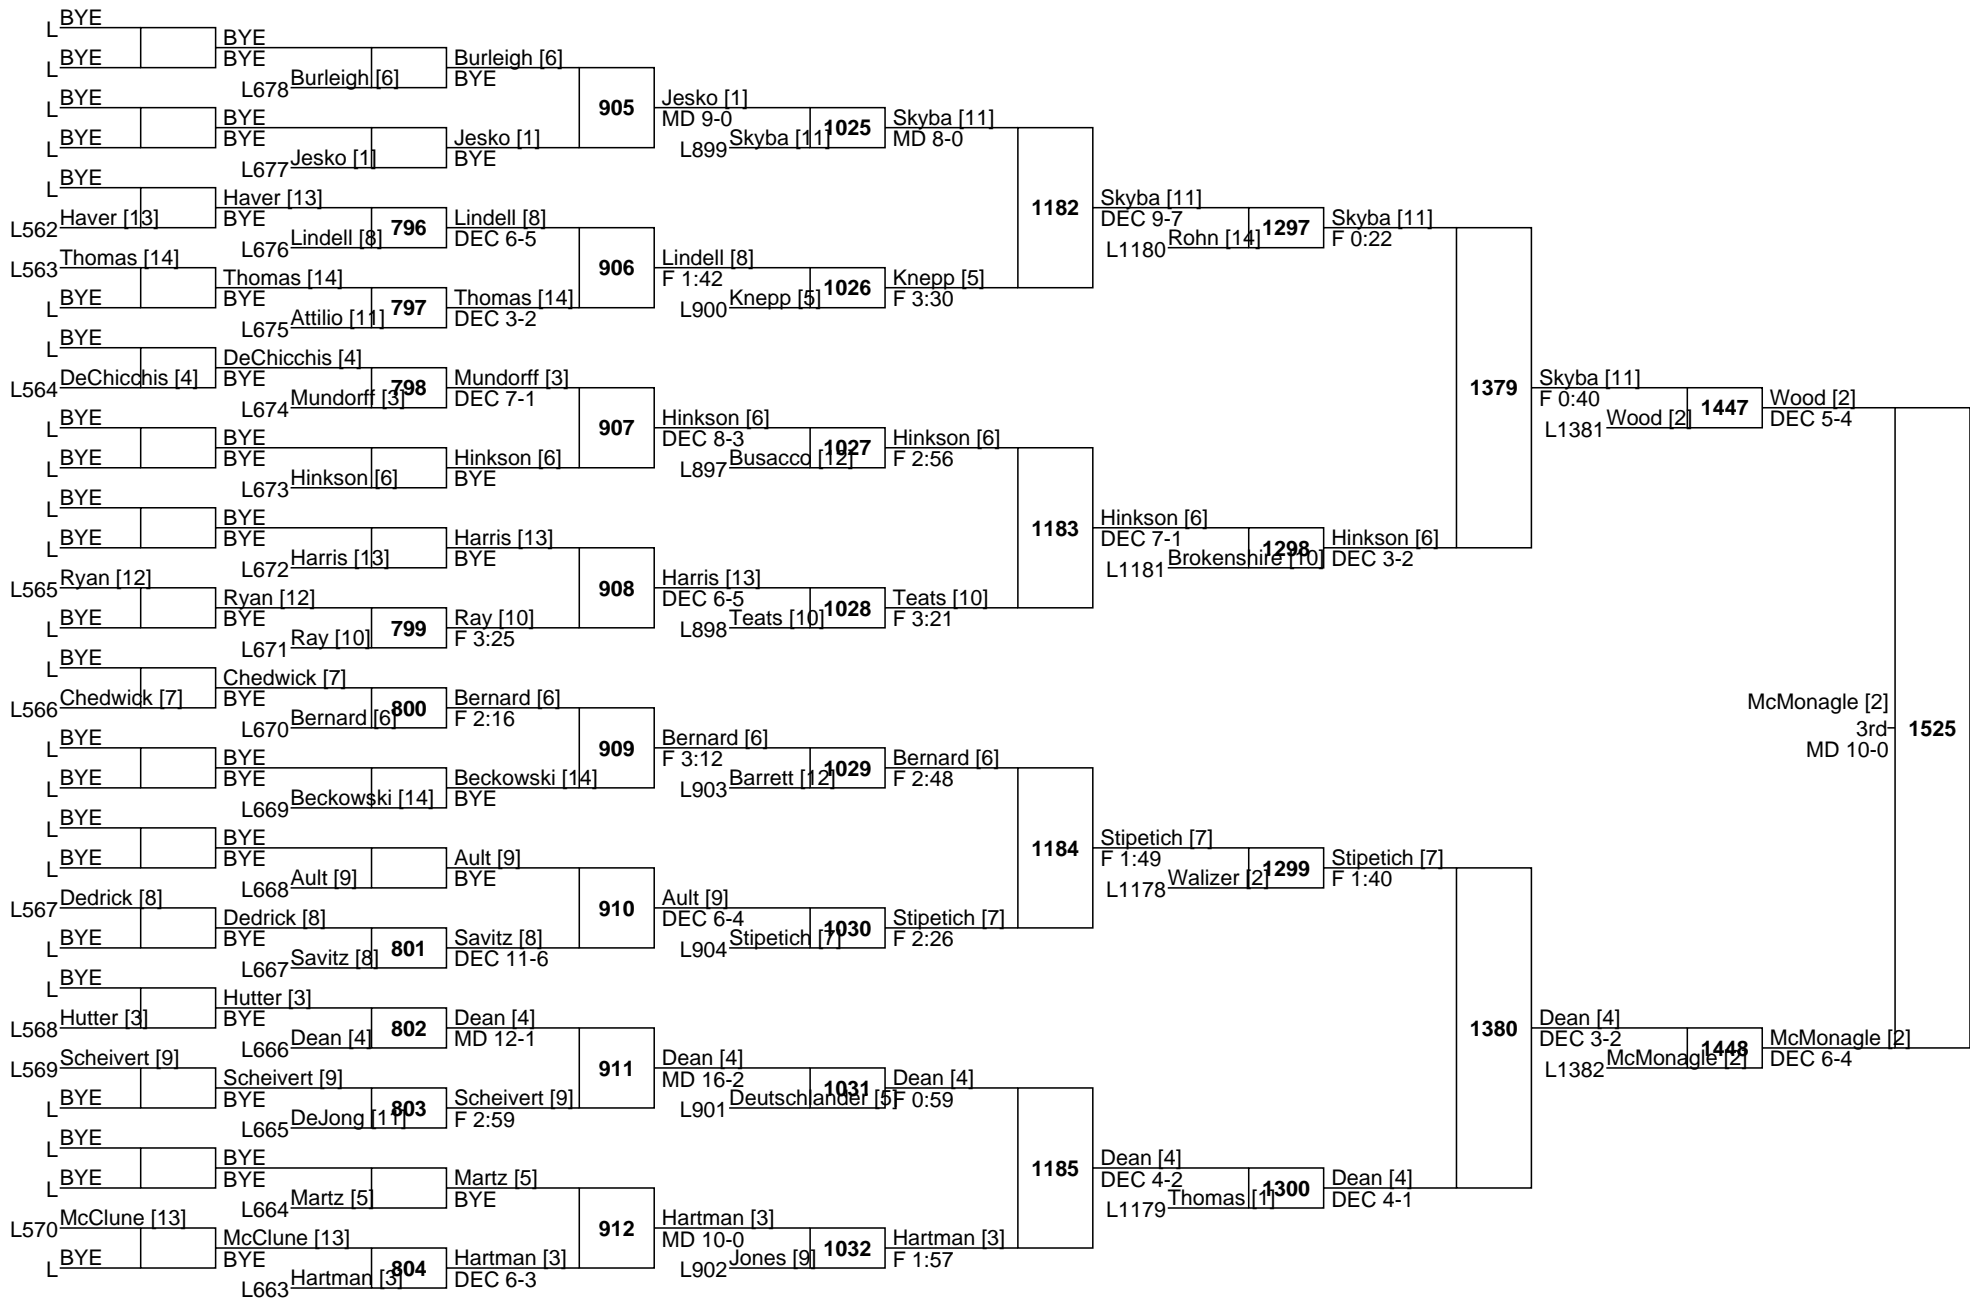 L BYE
L BYE
BYE
BYE
L678 Burleigh [6]
Burleigh [6]
BYE
L BYE
L BYE
BYE
BYE
L677 Jesko [1]
Jesko [1]
BYE
905
Jesko [1]
MD 9-0
L899 Skyba [11]
1025
Skyba [11]
MD 8-0
L BYE
L562 Haver [13]
Haver [13]
BYE
L676 Lindell [8]
796
Lindell [8]
DEC 6-5
L563 Thomas [14]
L BYE
Thomas [14]
BYE
L675 Attilio [11]
797
Thomas [14]
DEC 3-2
906
Lindell [8]
F 1:42
L900 Knepp [5]
1026
Knepp [5]
F 3:30
1182
Skyba [11]
DEC 9-7
L1180 Rohn [14]
1297
Skyba [11]
F 0:22
L BYE
L564 DeChicchis [4]
DeChicchis [4]
BYE
L674 Mundorff [3]
798
Mundorff [3]
DEC 7-1
L BYE
L BYE
BYE
BYE
L673 Hinkson [6]
Hinkson [6]
BYE
907
Hinkson [6]
DEC 8-3
L897 Busacco [12]
1027
Hinkson [6]
F 2:56
L BYE
L BYE
BYE
BYE
L672 Harris [13]
Harris [13]
BYE
L565 Ryan [12]
L BYE
Ryan [12]
BYE
L671 Ray [10]
799
Ray [10]
F 3:25
908
Harris [13]
DEC 6-5
L898 Teats [10]
1028
Teats [10]
F 3:21
1183
Hinkson [6]
DEC 7-1
L1181 Brokenshire [10]
1298
Hinkson [6]
DEC 3-2
1379
Skyba [11]
F 0:40
L1381 Wood [2]
1447
Wood [2]
DEC 5-4
L BYE
L566 Chedwick [7]
Chedwick [7]
BYE
L670 Bernard [6]
800
Bernard [6]
F 2:16
L BYE
L BYE
BYE
BYE
L669 Beckowski [14]
Beckowski [14]
BYE
909
Bernard [6]
F 3:12
L903 Barrett [12]
1029
Bernard [6]
F 2:48
L BYE
L BYE
BYE
BYE
L668 Ault [9]
Ault [9]
BYE
L567 Dedrick [8]
L BYE
Dedrick [8]
BYE
L667 Savitz [8]
801
Savitz [8]
DEC 11-6
910
Ault [9]
DEC 6-4
L904 Stipetich [7]
1030
Stipetich [7]
F 2:26
1184
Stipetich [7]
F 1:49
L1178 Walizer [2]
1299
Stipetich [7]
F 1:40
L BYE
L568 Hutter [3]
Hutter [3]
BYE
L666 Dean [4]
802
Dean [4]
MD 12-1
L569 Scheivert [9]
L BYE
Scheivert [9]
BYE
L665 DeJong [11]
803
Scheivert [9]
F 2:59
911
Dean [4]
MD 16-2
L901 Deutschlander [5]
1031
Dean [4]
F 0:59
L BYE
L BYE
BYE
BYE
L664 Martz [5]
Martz [5]
BYE
L570 McClune [13]
L BYE
McClune [13]
BYE
L663 Hartman [3]
804
Hartman [3]
DEC 6-3
912
Hartman [3]
MD 10-0
L902 Jones [9]
1032
Hartman [3]
F 1:57
1185
Dean [4]
DEC 4-2
L1179 Thomas [1]
1300
Dean [4]
DEC 4-1
1380
Dean [4]
DEC 3-2
L1382 McMonagle [2]
1448
McMonagle [2]
DEC 6-4
McMonagle [2]
3rd
MD 10-0
1525